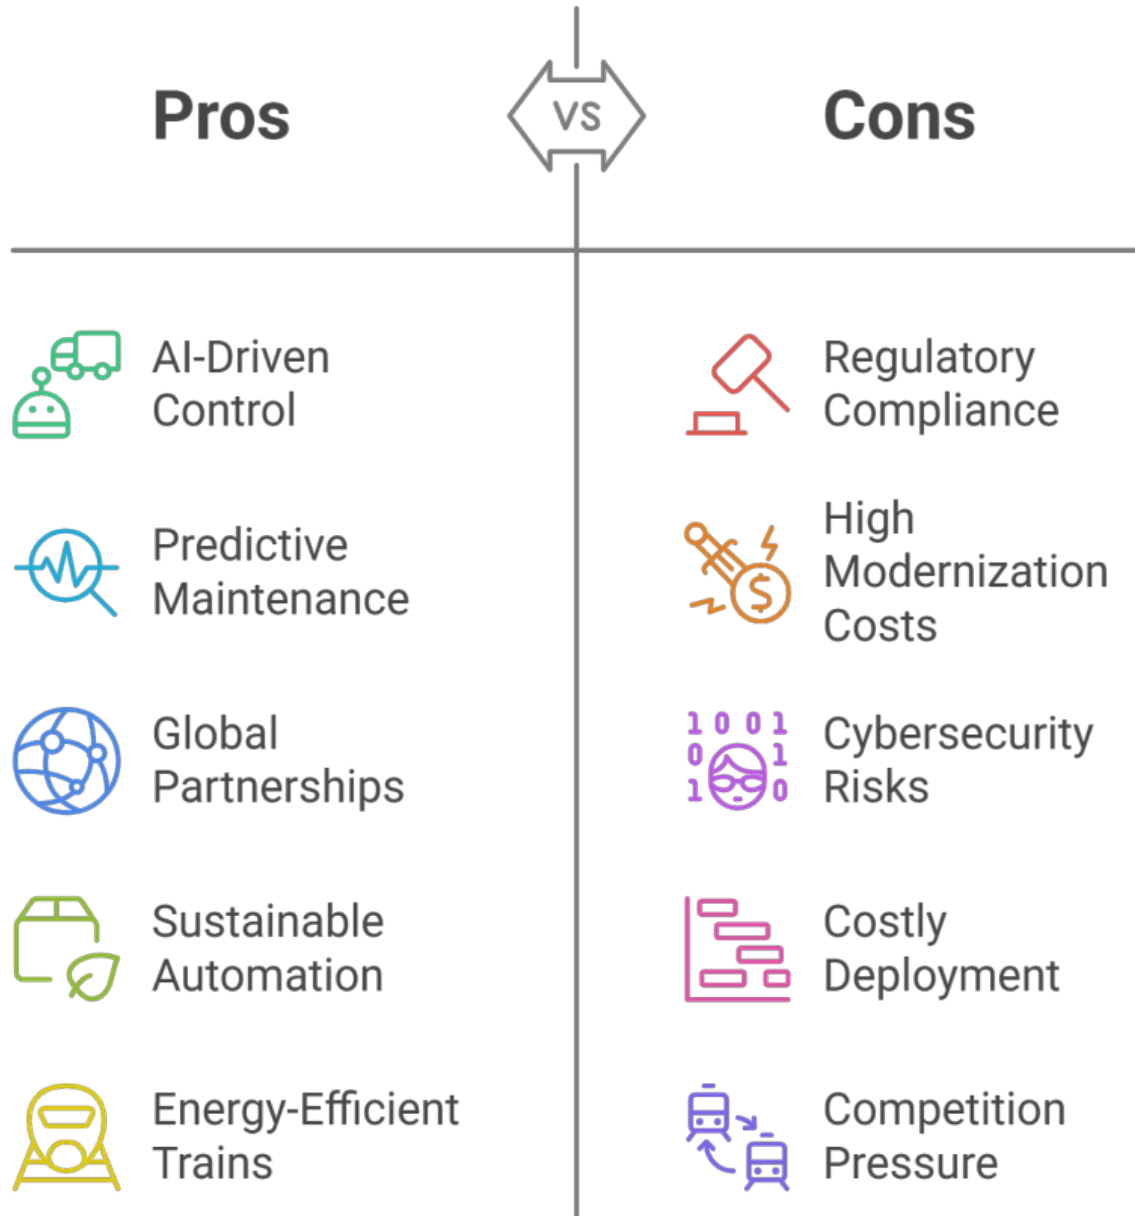 Pros
VS
Cons
AI-Driven
Control
Predictive
Maintenance
Global
Partnerships
Sustainable
Automation
Energy-Efficient
Trains
Regulatory
Compliance
High
Modernization
Costs
$
1 0 0 1
0 1
1 0
Cybersecurity
Risks
Costly
Deployment
Competition
Pressure